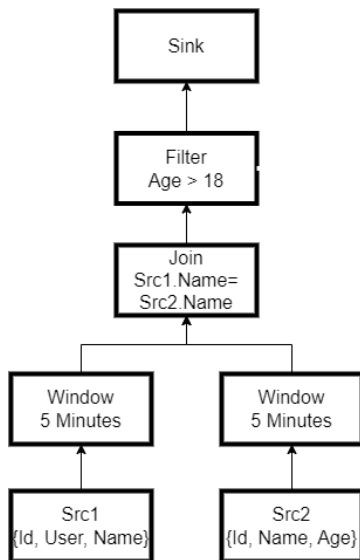 Sink
Filter
Age > 18
Join
Src1.Name=
Src2.Name
Window
5 Minutes
Window
5 Minutes
Src1
{Id, User, Name}
Src2
{Id, Name, Age}